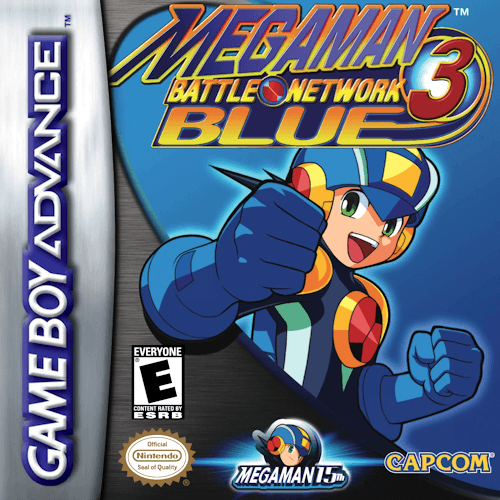 GAME BOY ADVANCE
MEGAMAN™
BATTLE NETWORK
3
BLUE
EVERYONE
E
CONTENT RATED BY
ESRB
Official
Nintendo
Seal of Quality
MEGAMAN 15th
CAPCOM®